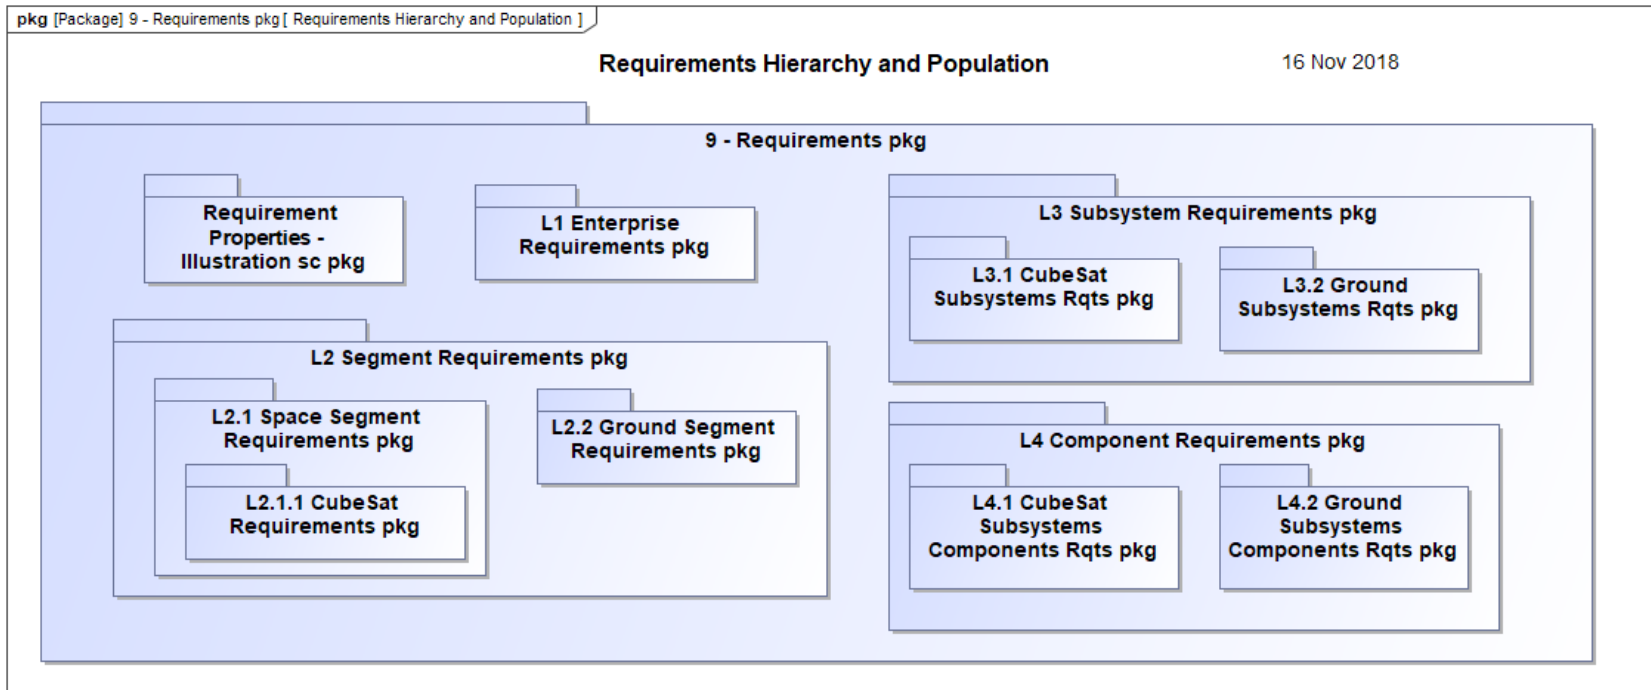 pkg [Package] 9 - Requirements pkg [ Requirements Hierarchy and Population ]
Requirements Hierarchy and Population
16 Nov 2018
9 - Requirements pkg
Requirement
Properties -
Illustration sc pkg
L1 Enterprise
Requirements pkg
L2 Segment Requirements pkg
L2.1 Space Segment
Requirements pkg
L2.1.1 CubeSat
Requirements pkg
L2.2 Ground Segment
Requirements pkg
L3 Subsystem Requirements pkg
L3.1 CubeSat
Subsystems Rqts pkg
L3.2 Ground
Subsystems Rqts pkg
L4 Component Requirements pkg
L4.1 CubeSat
Subsystems
Components Rqts pkg
L4.2 Ground
Subsystems
Components Rqts pkg